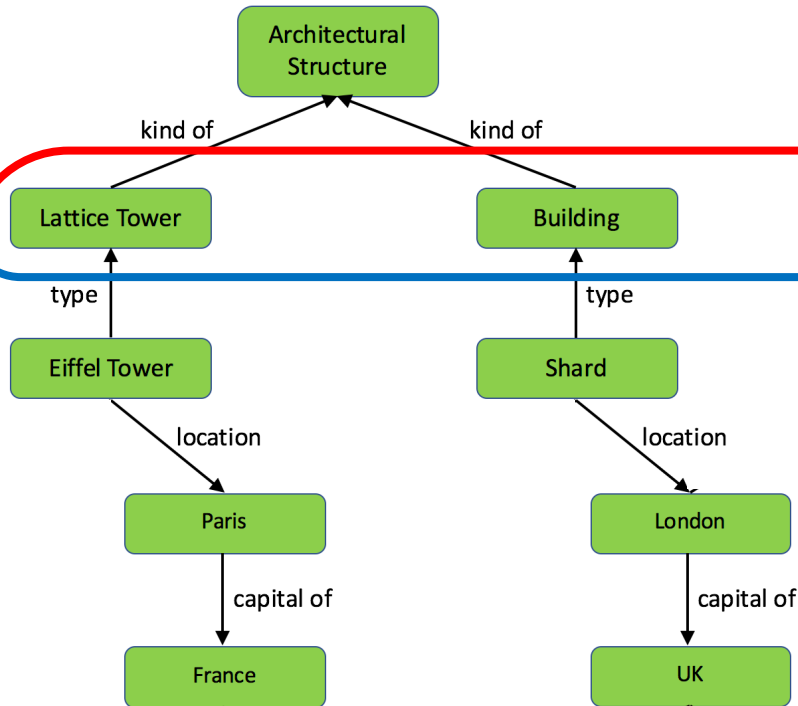 Architectural
Structure
kind of
kind of
Lattice Tower
Building
type
type
Eiffel Tower
Shard
location
location
Paris
London
capital of
capital of
France
UK